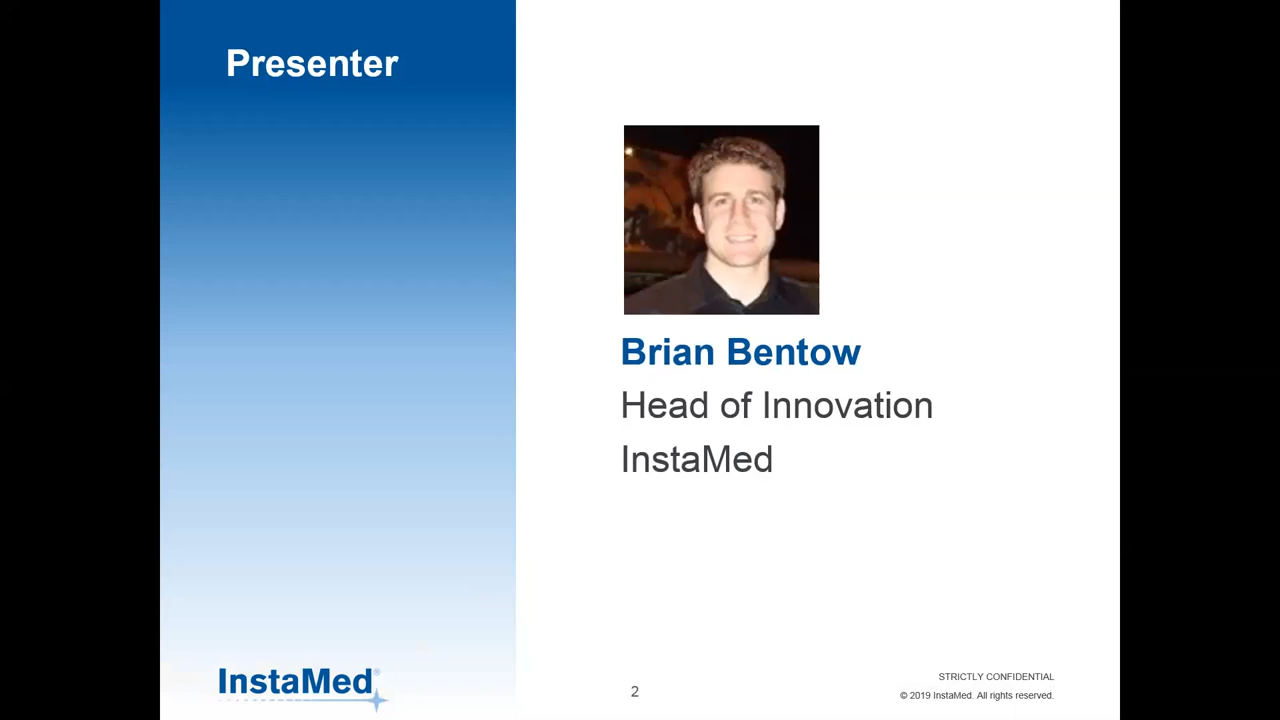 Presenter
Brian Bentow
Head of Innovation
InstaMed
InstaMed®
2
STRICTLY CONFIDENTIAL
© 2019 InstaMed. All rights reserved.